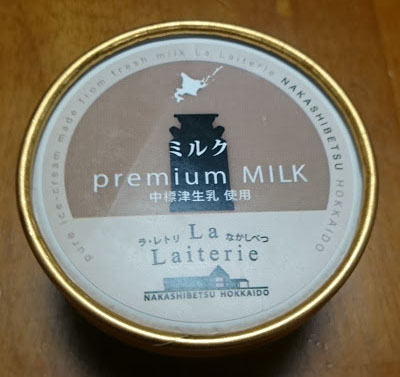 pure ice cream made from fresh milk La Laiterie NAKASHIBETSU HOKKAIDO
ミルク
premium MILK
中標津生乳 使用
ラ・レトリ La なかしべつ
Laiterie
NAKASHIBETSU HOKKAIDO